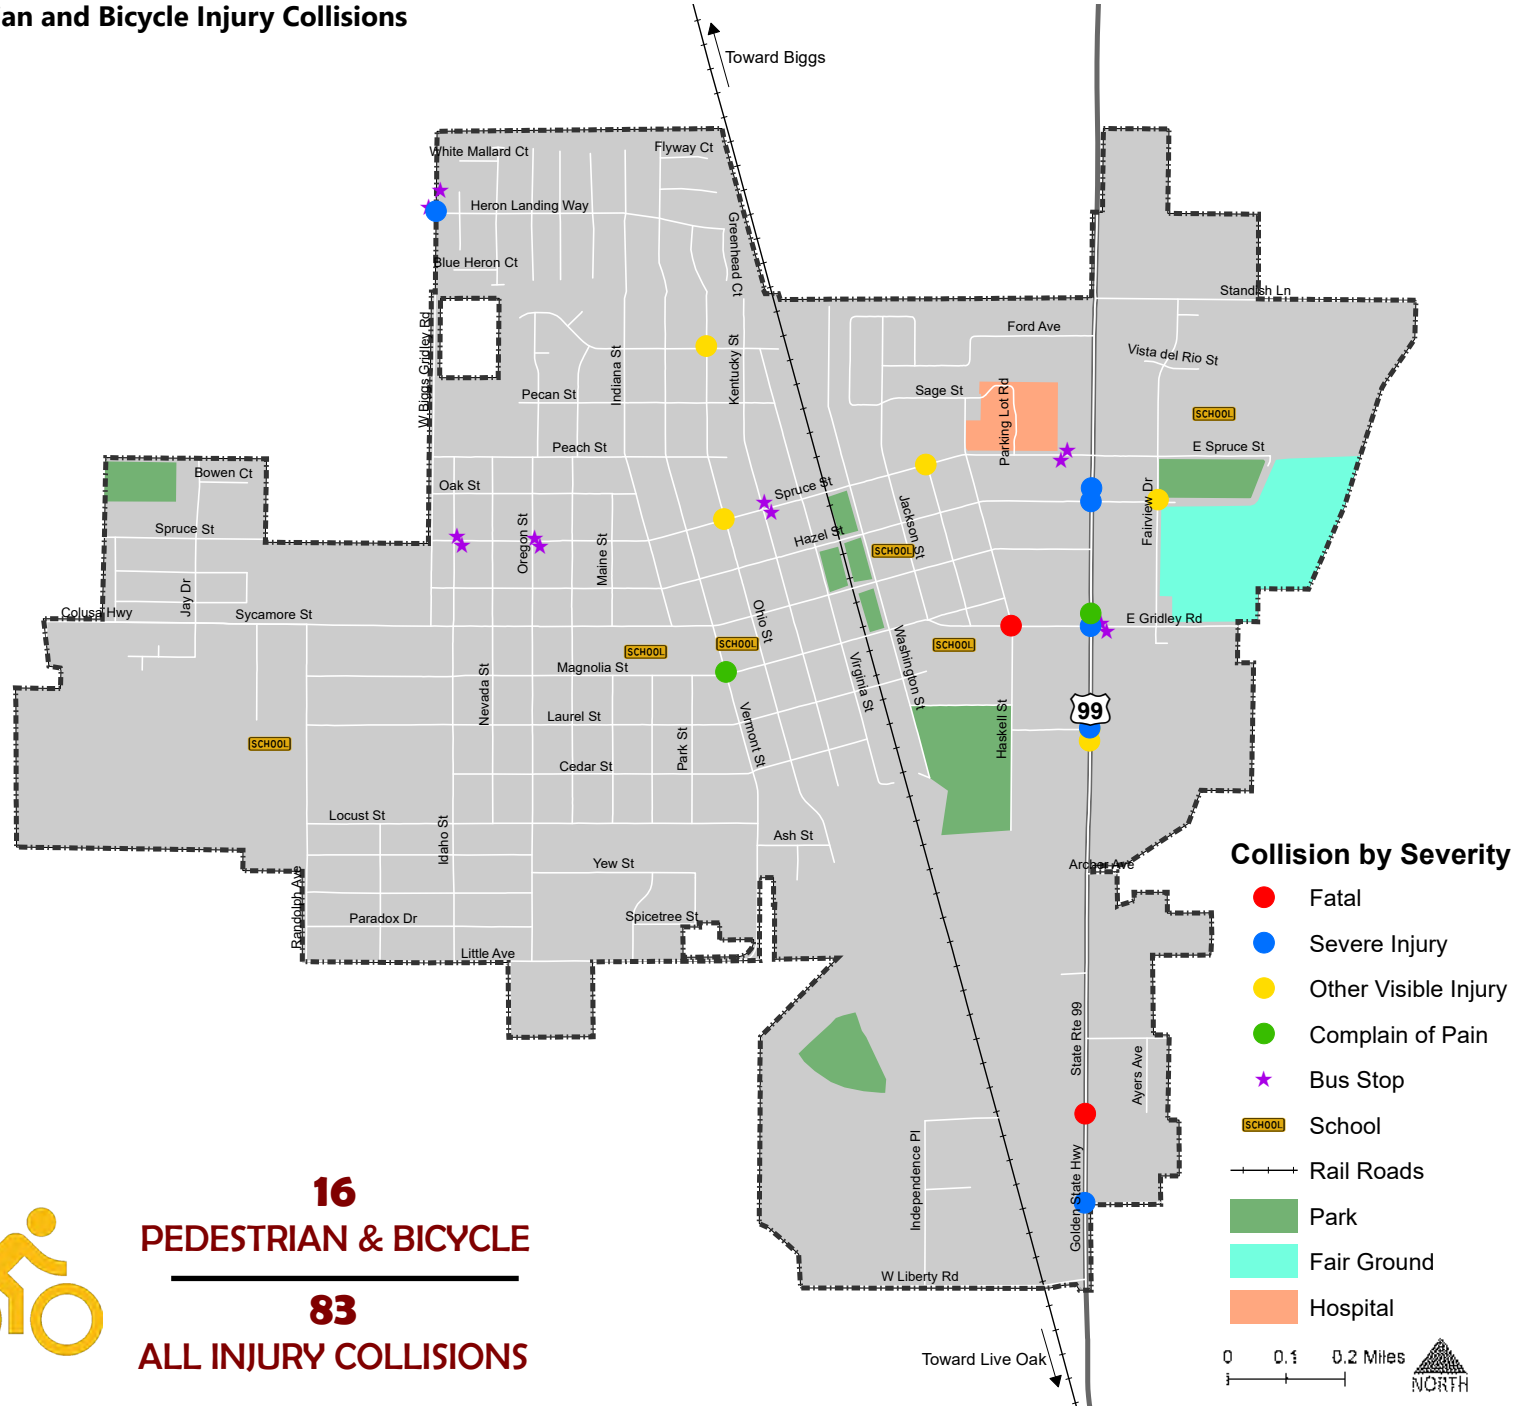 an and Bicycle Injury Collisions
Toward Biggs
White Mallard Ct
Flyway Ct
Heron Landing Way
Greenhead Ct
Blue Heron Ct
Standish Ln
W Biggs Gridley Rd
Ford Ave
Vista del Rio St
Indiana St
Kentucky St
Pecan St
Sage St
Parking Lot Rd
SCHOOL
Peach St
E Spruce St
Bowen Ct
Oak St
Spruce St
Jackson St
Fairview Dr
Spruce St
Oregon St
Maine St
Hazel St
SCHOOL
Jay Dr
Colusa Hwy
Sycamore St
Ohio St
E Gridley Rd
SCHOOL
SCHOOL
SCHOOL
Washington St
Virginia St
Magnolia St
Nevada St
Laurel St
Park St
Vermont St
Haskell St
99
SCHOOL
Cedar St
Locust St
Idaho St
Ash St
Yew St
Archer Ave
Randolph Ave
Paradox Dr
Spicetree St
Little Ave
State Rte 99
Ayers Ave
Independence Pl
Golden State Hwy
W Liberty Rd
Toward Live Oak
Collision by Severity
Fatal
Severe Injury
Other Visible Injury
Complain of Pain
Bus Stop
SCHOOL
School
Rail Roads
Park
Fair Ground
Hospital
0 0.1 0.2 Miles
NORTH
16
PEDESTRIAN & BICYCLE
83
ALL INJURY COLLISIONS